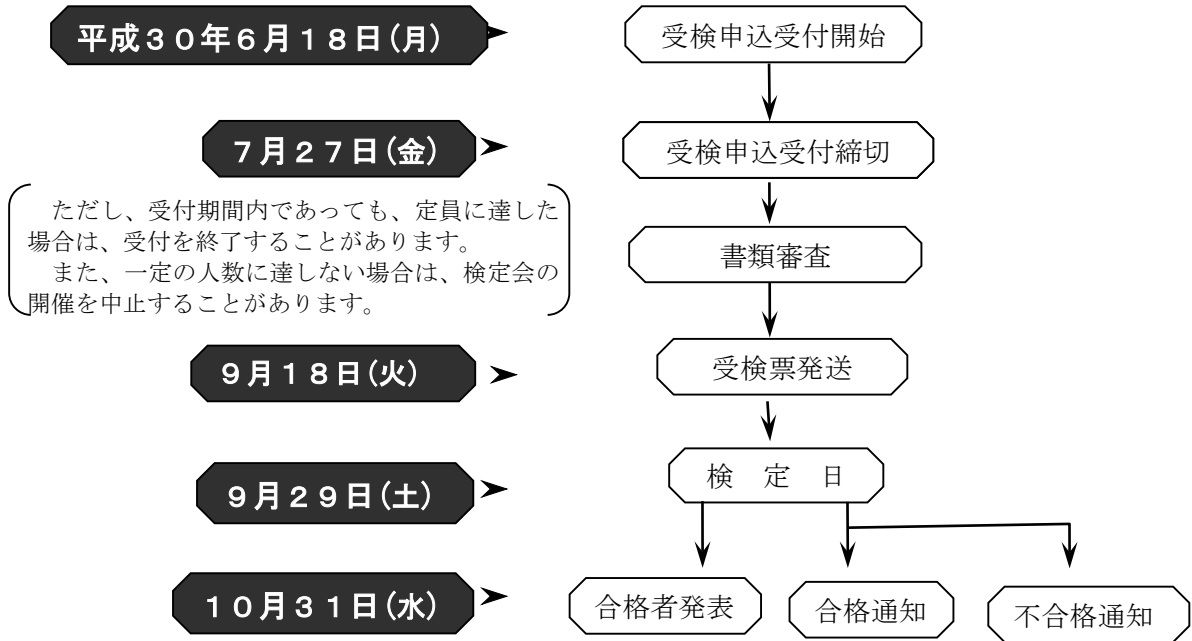 平成３０年６月１８日(月)
受検申込受付開始
７月２７日(金)
受検申込受付締切
ただし、受付期間内であっても、定員に達した
場合は、受付を終了することがあります。
また、一定の人数に達しない場合は、検定会の
開催を中止することがあります。
書類審査
９月１８日(火)
受検票発送
９月２９日(土)
検　定　日
１０月３１日(水)
合格者発表
合格通知
不合格通知